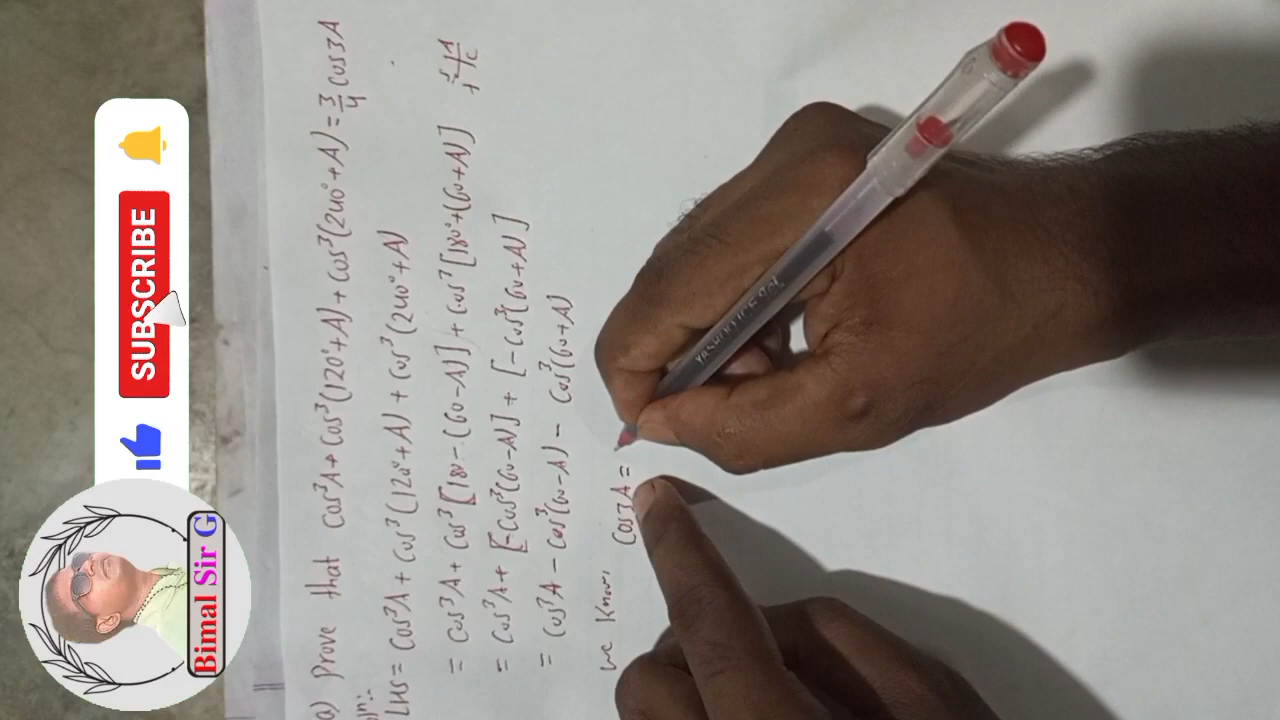 a) Prove that Cos³A + Cos³(120°+A) + Cos³(240°+A) = 3/4 Cos3A
Solⁿ:-
LHS = Cos³A + Cos³(120°+A) + Cos³(240°+A)
= Cos³A + Cos³[180-(60-A)] + Cos³[180°+(60+A)]
= Cos³A + [-Cos³(60-A)] + [-Cos³(60+A)]
= Cos³A - Cos³(60-A) - Cos³(60+A)
we know,
Cos3A =
SUBSCRIBE
Bimal Sir G